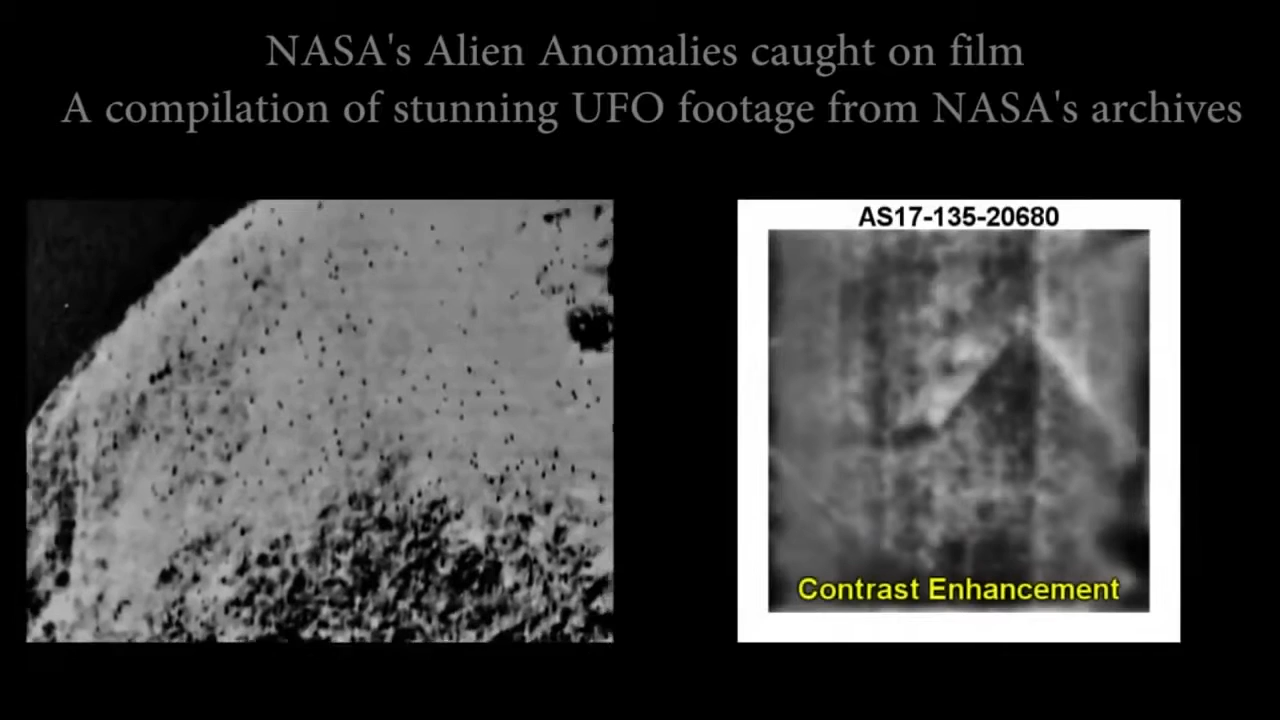 NASA's Alien Anomalies caught on film
A compilation of stunning UFO footage from NASA's archives
AS17-135-20680
Contrast Enhancement